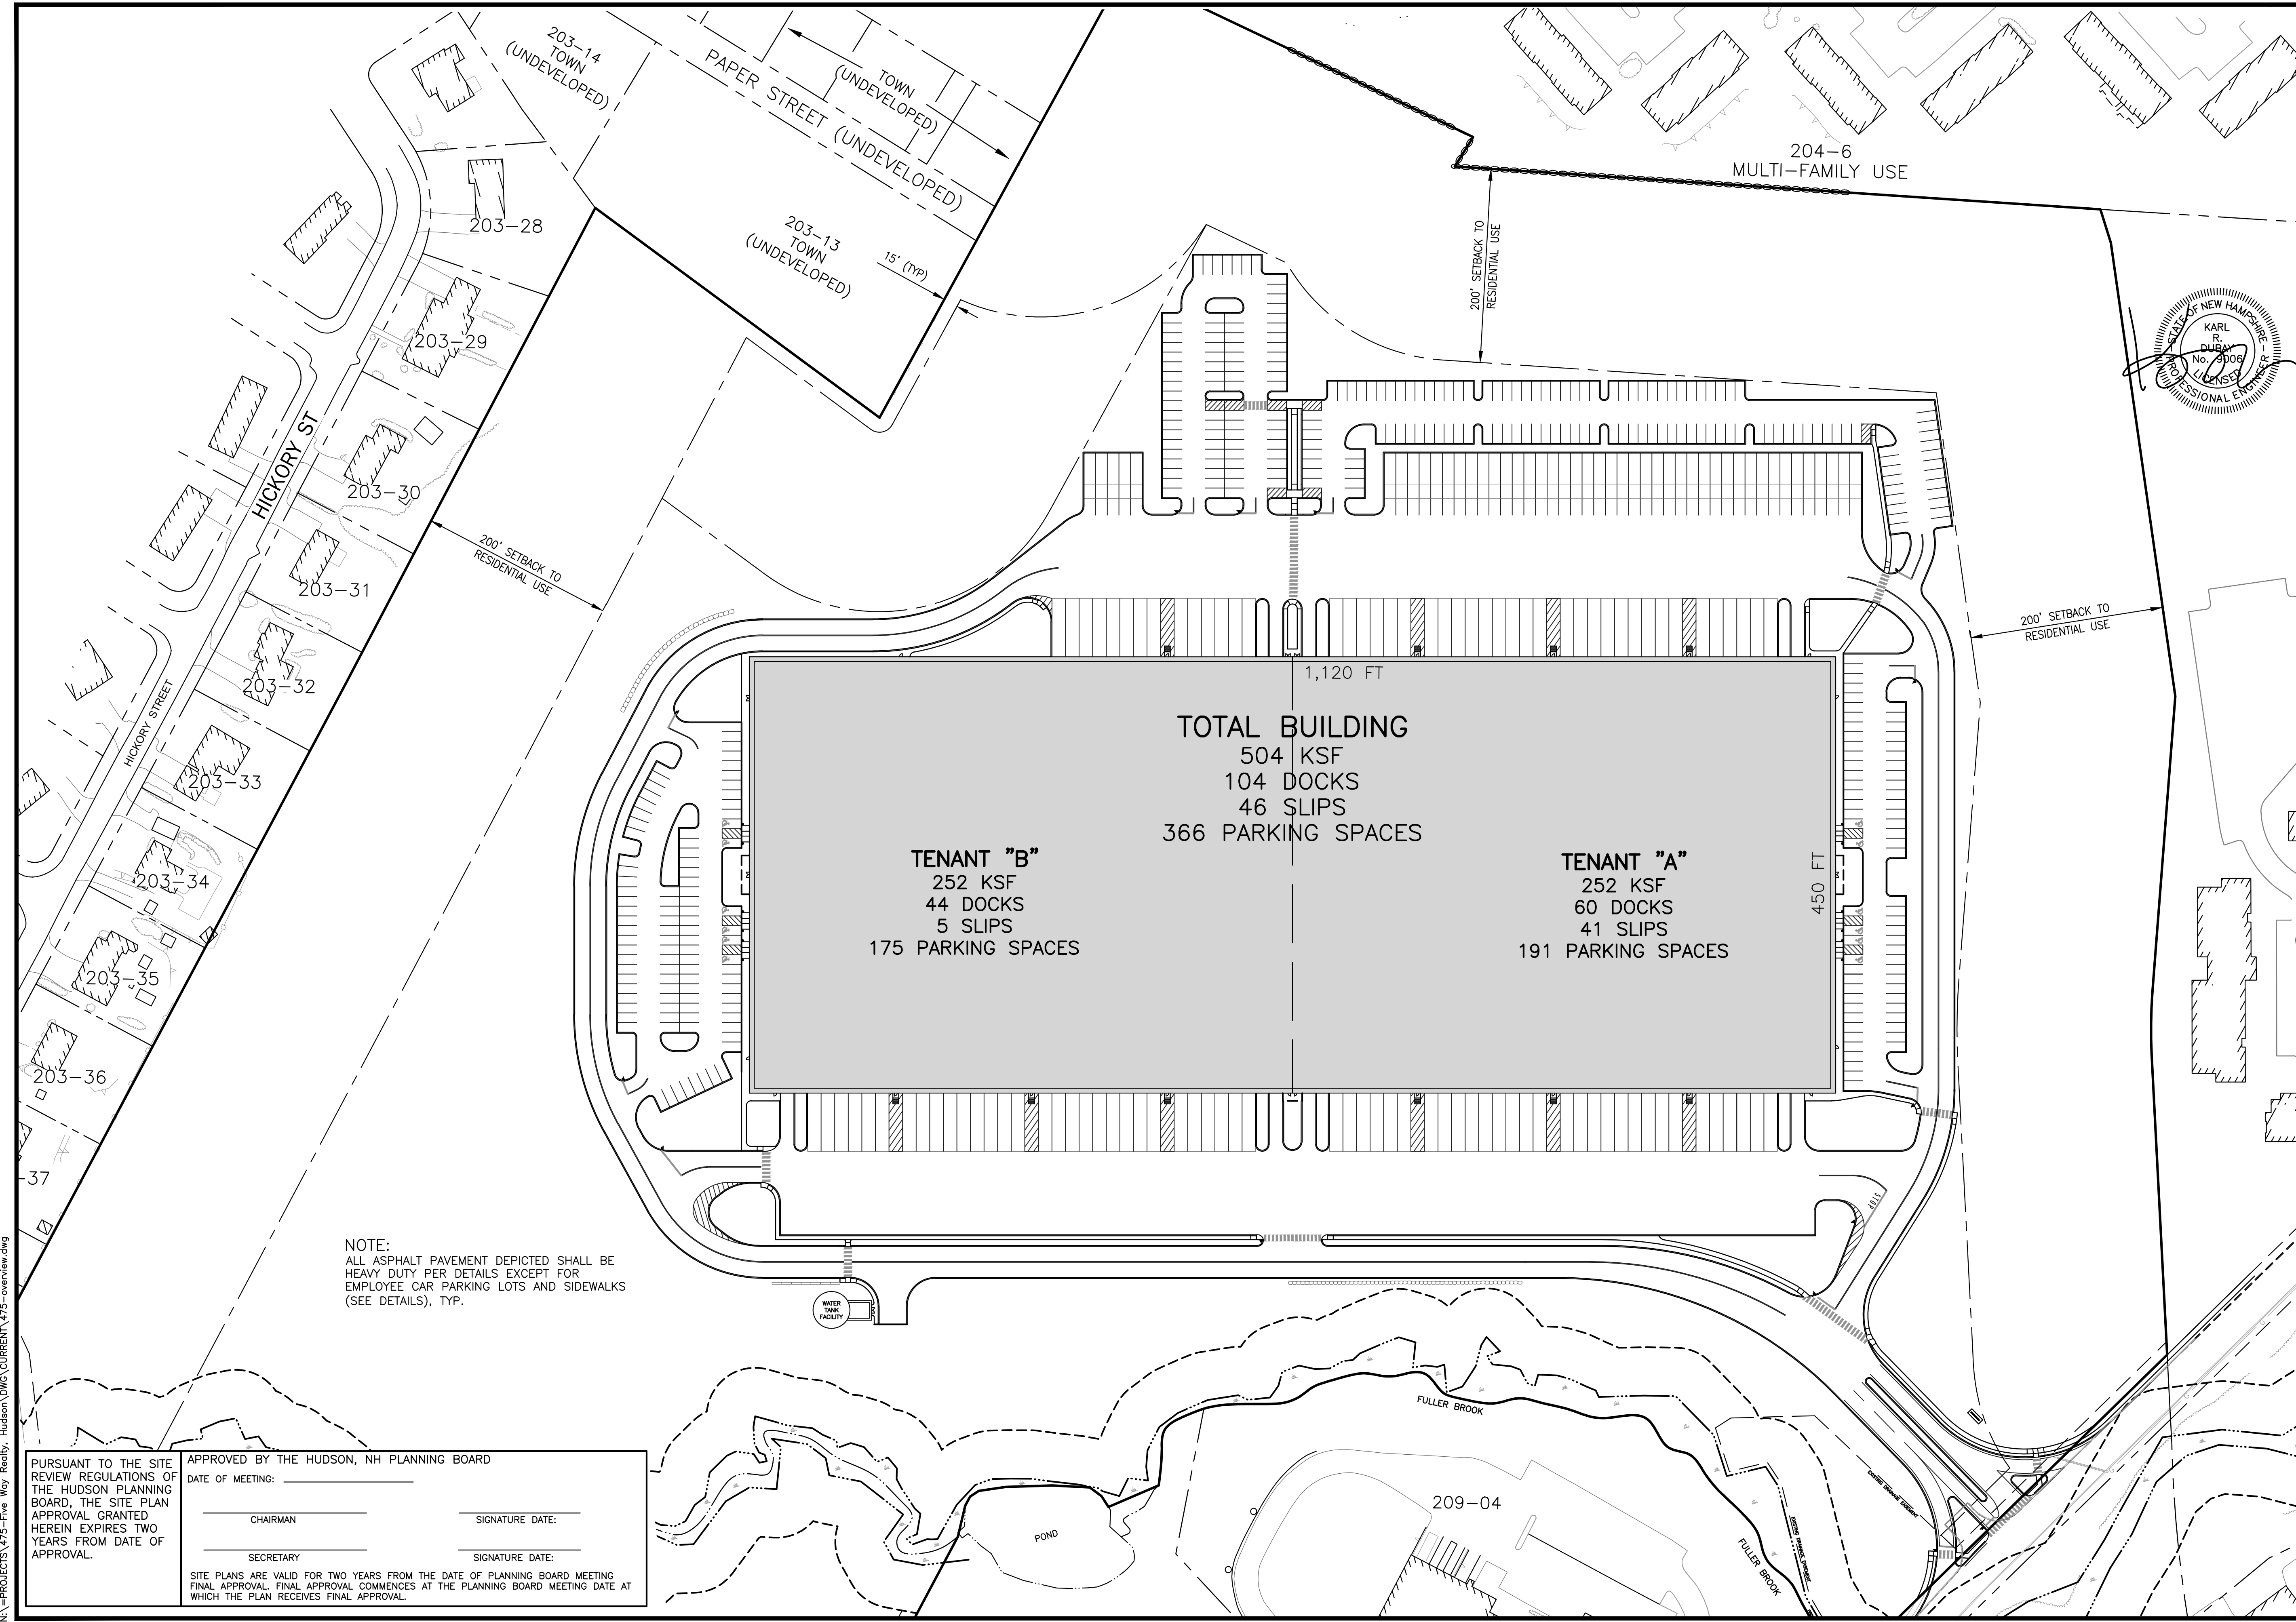 203-14
TOWN
(UNDEVELOPED)
PAPER STREET (UNDEVELOPED)
TOWN
(UNDEVELOPED)
203-13
TOWN
(UNDEVELOPED)
15' (TYP)
204-6
MULTI-FAMILY USE
200' SETBACK TO
RESIDENTIAL USE
STATE OF NEW HAMPSHIRE
KARL
R.
DUBAY
No. 9006
LICENSED
PROFESSIONAL ENGINEER
203-28
203-29
HICKORY ST
203-30
203-31
200' SETBACK TO
RESIDENTIAL USE
200' SETBACK TO
RESIDENTIAL USE
203-32
HICKORY STREET
203-33
203-34
203-35
203-36
-37
1,120 FT
TOTAL BUILDING
504 KSF
104 DOCKS
46 SLIPS
366 PARKING SPACES
TENANT "B"
252 KSF
44 DOCKS
5 SLIPS
175 PARKING SPACES
TENANT "A"
252 KSF
60 DOCKS
41 SLIPS
191 PARKING SPACES
450 FT
STOP
NOTE:
ALL ASPHALT PAVEMENT DEPICTED SHALL BE
HEAVY DUTY PER DETAILS EXCEPT FOR
EMPLOYEE CAR PARKING LOTS AND SIDEWALKS
(SEE DETAILS), TYP.
WATER
TANK
FACILITY
FULLER BROOK
POND
209-04
FULLER BROOK
EXISTING DRAINAGE EASEMENT
EXISTING DRAINAGE EASEMENT
PURSUANT TO THE SITE
REVIEW REGULATIONS OF
THE HUDSON PLANNING
BOARD, THE SITE PLAN
APPROVAL GRANTED
HEREIN EXPIRES TWO
YEARS FROM DATE OF
APPROVAL.
APPROVED BY THE HUDSON, NH PLANNING BOARD
DATE OF MEETING:
CHAIRMAN
SIGNATURE DATE:
SECRETARY
SIGNATURE DATE:
SITE PLANS ARE VALID FOR TWO YEARS FROM THE DATE OF PLANNING BOARD MEETING
FINAL APPROVAL. FINAL APPROVAL COMMENCES AT THE PLANNING BOARD MEETING DATE AT
WHICH THE PLAN RECEIVES FINAL APPROVAL.
N:\=PROJECTS\475-Five Way Realty, Hudson\DWG\CURRENT\475-overview.dwg